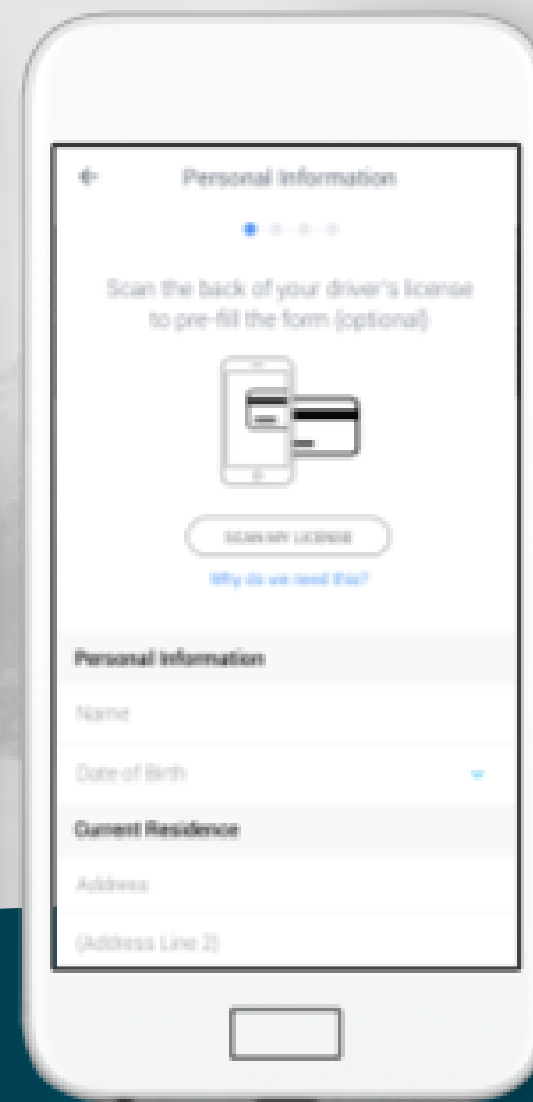 Personal Information
Scan the back of your driver's license
to pre-fill the form (optional)
SCAN MY LICENSE
Why do we need this?
Personal Information
Name
Date of Birth
Current Residence
Address
(Address Line 2)